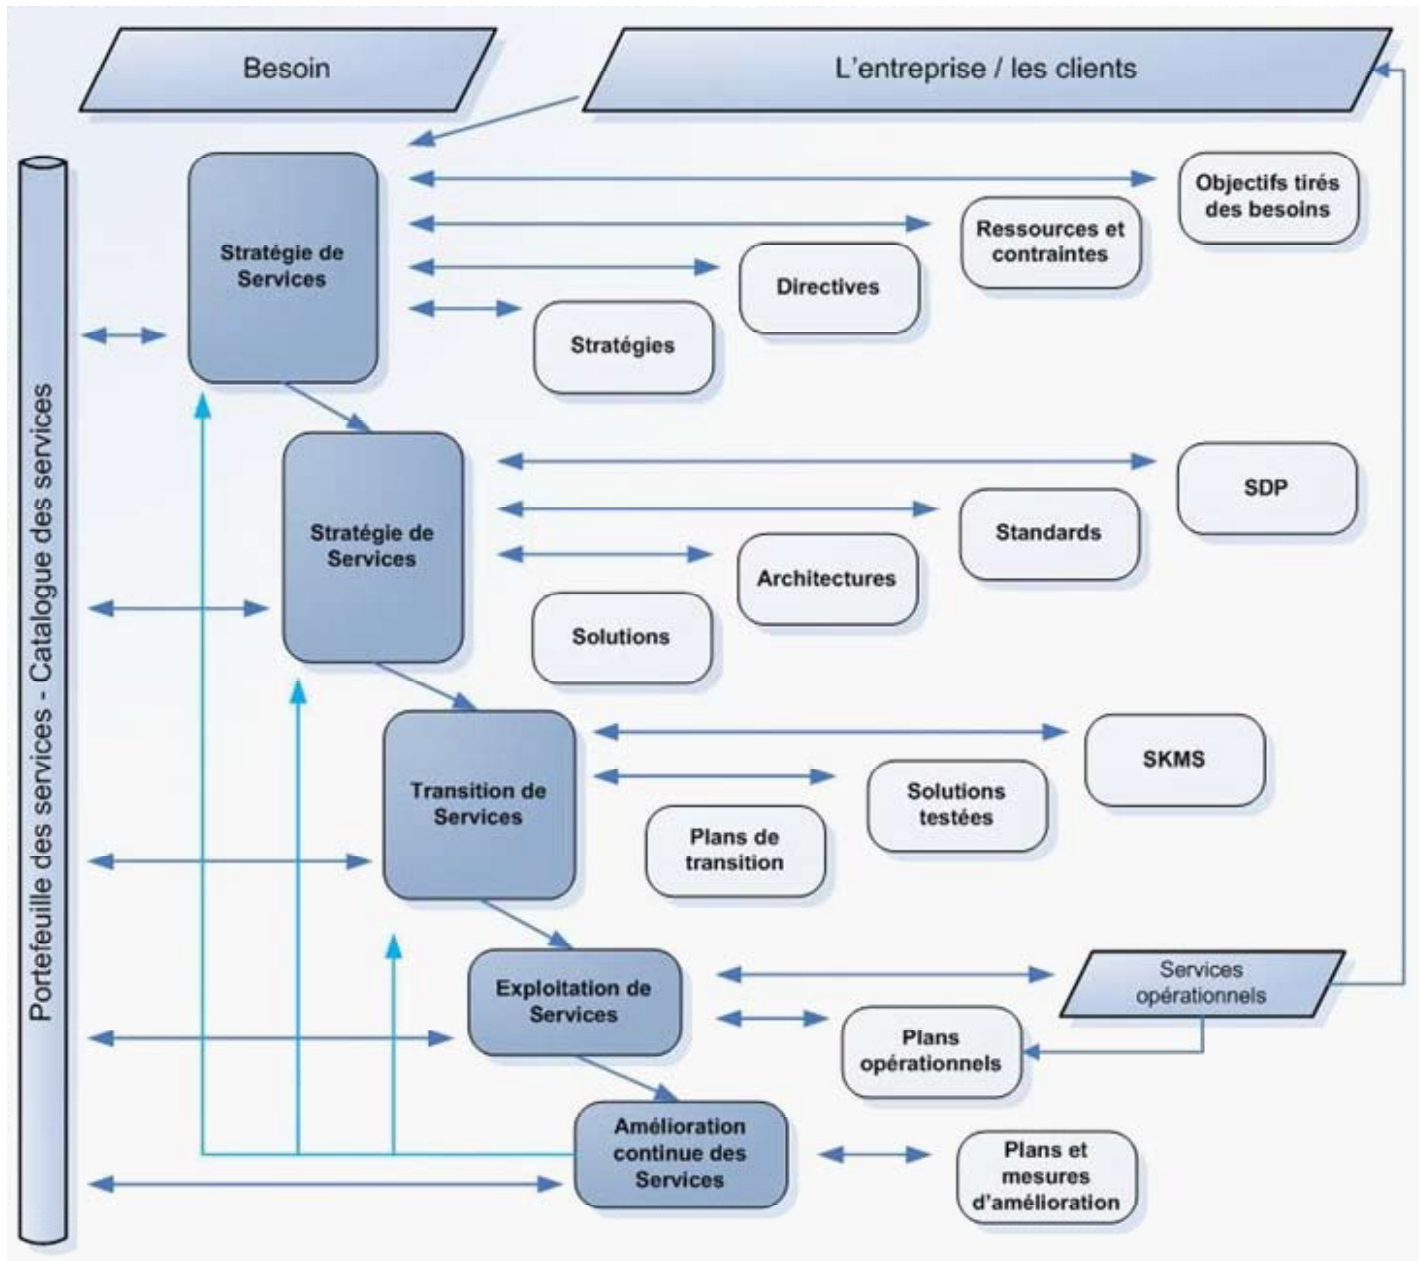 Besoin
L'entreprise / les clients
Portefeuille des services - Catalogue des services
Stratégie de
Services
Objectifs tirés
des besoins
Ressources et
contraintes
Directives
Stratégies
Stratégie de
Services
SDP
Standards
Architectures
Solutions
Transition de
Services
SKMS
Solutions
testées
Plans de
transition
Exploitation de
Services
Services
opérationnels
Plans
opérationnels
Amélioration
continue des
Services
Plans et
mesures
d'amélioration